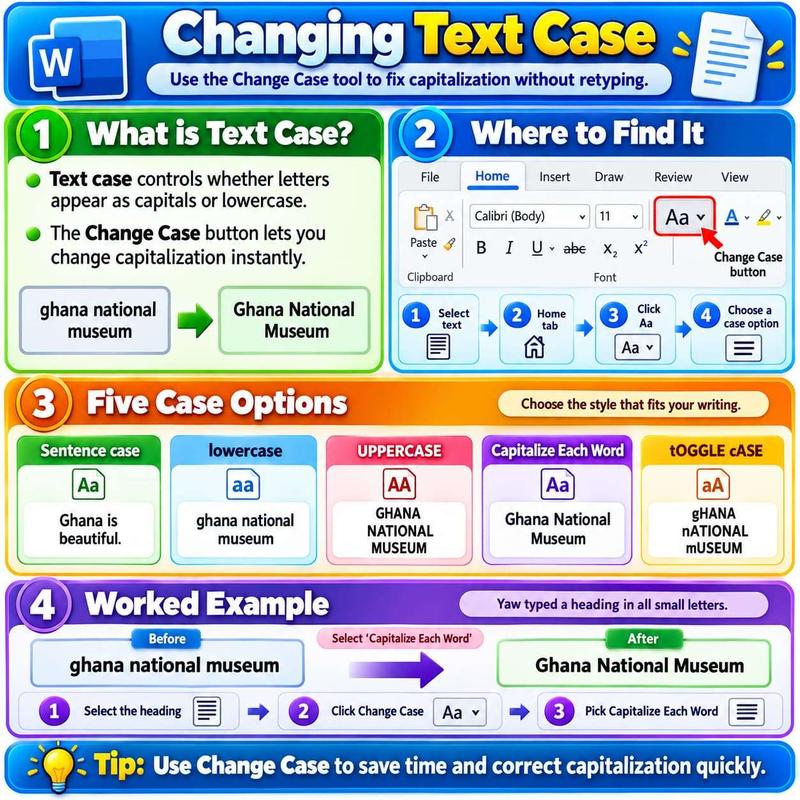 W
Changing Text Case
Use the Change Case tool to fix capitalization without retyping.
1 What is Text Case?
Text case controls whether letters
appear as capitals or lowercase.
The Change Case button lets you
change capitalization instantly.
ghana national
museum
Ghana National
Museum
2 Where to Find It
File Home Insert Draw Review View
Paste
Calibri (Body) 11 Aa A
B I U abc X2 X2
Change Case
button
Clipboard Font
1 Select
text
2 Home
tab
3 Click
Aa
Aa
4 Choose a
case option
3 Five Case Options
Choose the style that fits your writing.
Sentence case
Aa
Ghana is
beautiful.
lowercase
aa
ghana national
museum
UPPERCASE
AA
GHANA
NATIONAL
MUSEUM
Capitalize Each Word
Aa
Ghana National
Museum
tOGGLE cASE
aA
gHANA
nATIONAL
mUSEUM
4 Worked Example
Yaw typed a heading in all small letters.
Before
ghana national museum
Select ‘Capitalize Each Word’
After
Ghana National Museum
1 Select the heading
2 Click Change Case Aa
3 Pick Capitalize Each Word
Tip: Use Change Case to save time and correct capitalization quickly.